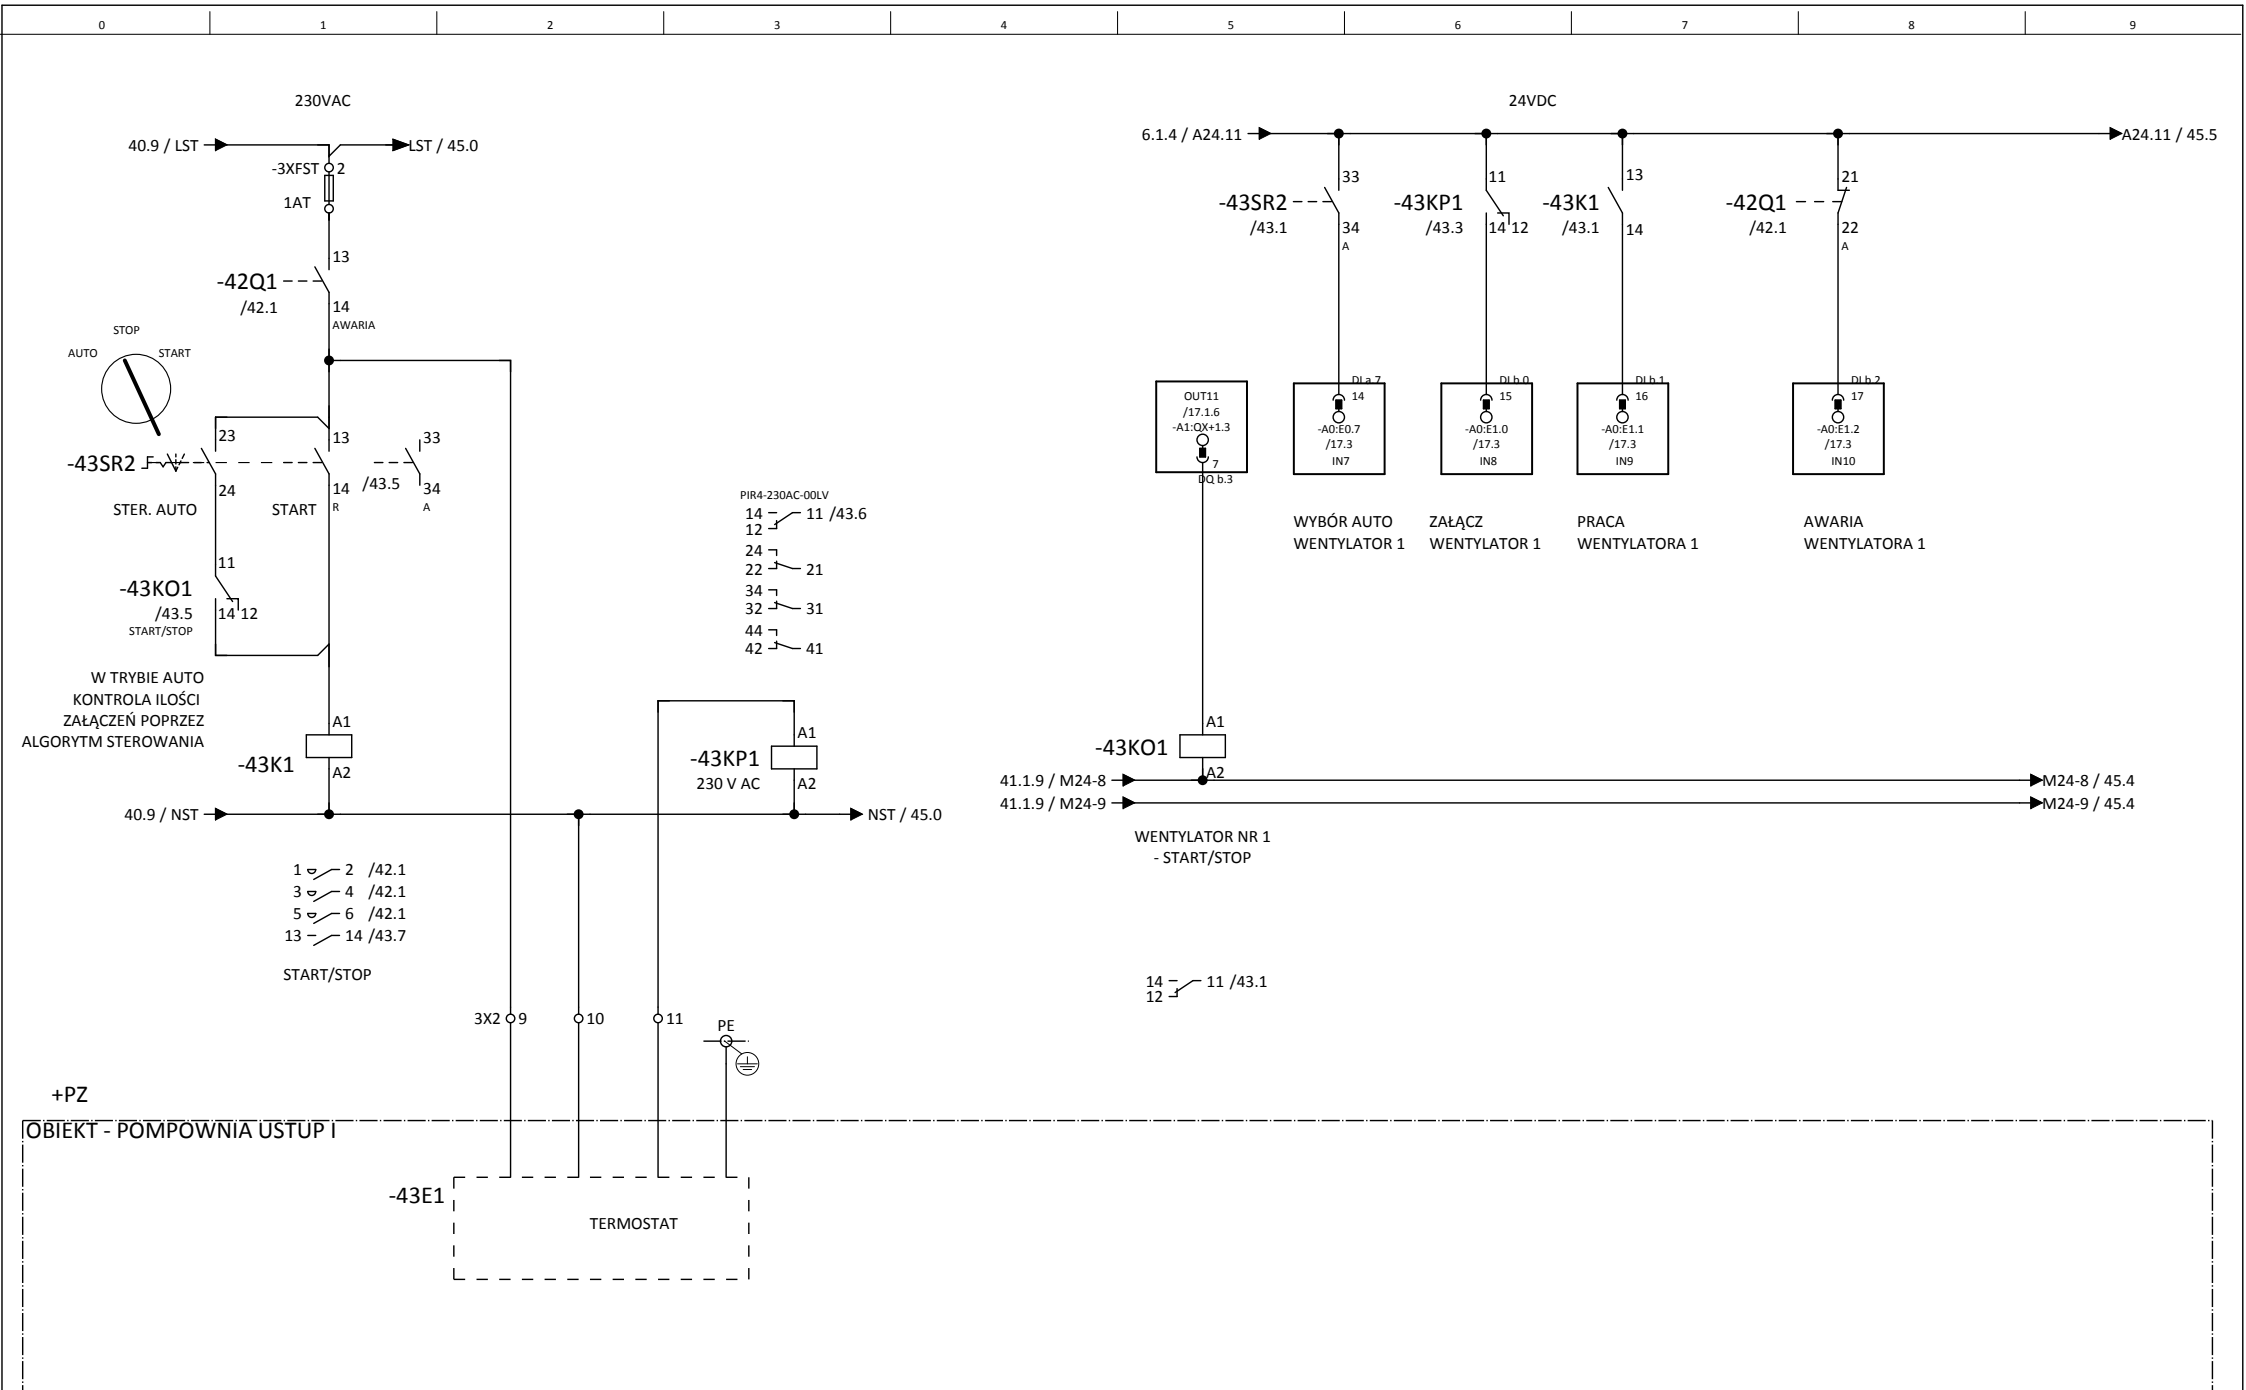 0 1 2 3 4 5 6 7 8 9
230VAC
40.9 / LST
LST / 45.0
-3XFST 2
1AT
13
-42Q1
/42.1
14
AWARIA
STOP
AUTO
START
23
13
33
-43SR2
24
14
R
/43.5
34
A
STER. AUTO
START
11
-43KO1
/43.5
14 12
START/STOP
W TRYBIE AUTO
KONTROLA ILOŚCI
ZAŁĄCZEŃ POPRZEZ
ALGORYTM STEROWANIA
A1
-43K1
A2
PIR4-230AC-00LV
14 11 /43.6
12
24
22 21
34
32 31
44
42 41
A1
-43KP1
230 V AC
A2
40.9 / NST
NST / 45.0
1 2 /42.1
3 4 /42.1
5 6 /42.1
13 14 /43.7
START/STOP
3X2 9
10
11
PE
24VDC
6.1.4 / A24.11
A24.11 / 45.5
33
-43SR2
/43.1
34
A
11
-43KP1
/43.3
14 12
13
-43K1
/43.1
14
21
-42Q1
/42.1
22
A
OUT11
/17.1.6
-A1:QX+1.3
7
DQ b.3
DI a.7
14
-A0:E0.7
/17.3
IN7
DI b.0
15
-A0:E1.0
/17.3
IN8
DI b.1
16
-A0:E1.1
/17.3
IN9
DI b.2
17
-A0:E1.2
/17.3
IN10
WYBÓR AUTO
WENTYLATOR 1
ZAŁĄCZ
WENTYLATOR 1
PRACA
WENTYLATORA 1
AWARIA
WENTYLATORA 1
A1
-43KO1
A2
41.1.9 / M24-8
M24-8 / 45.4
41.1.9 / M24-9
M24-9 / 45.4
WENTYLATOR NR 1
- START/STOP
14 11 /43.1
12
+PZ
OBIEKT - POMPOWNIA USTUP I
-43E1
TERMOSTAT